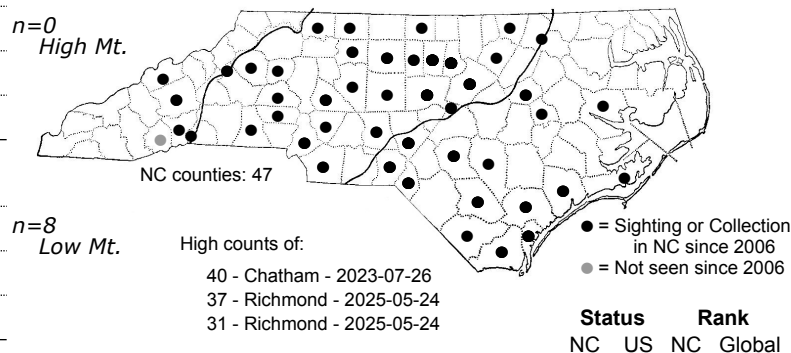 n=0
High Mt.
NC counties: 47
n=8
Low Mt.
High counts of:
40 - Chatham - 2023-07-26
37 - Richmond - 2025-05-24
31 - Richmond - 2025-05-24
= Sighting or Collection
in NC since 2006
= Not seen since 2006
Status Rank
NC US NC Global